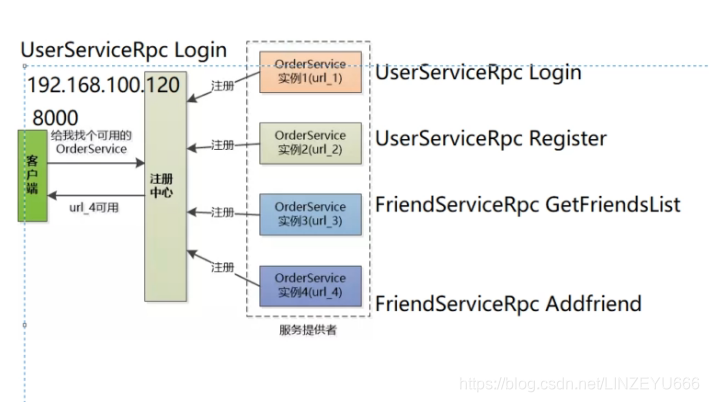 UserServiceRpc Login
192.168.100.120
8000
给我找个可用的
OrderService
客户端
url_4可用
注册
中心
注册
注册
注册
注册
OrderService
实例1(url_1)
OrderService
实例2(url_2)
OrderService
实例3(url_3)
OrderService
实例4(url_4)
服务提供者
UserServiceRpc Login
UserServiceRpc Register
FriendServiceRpc GetFriendsList
FriendServiceRpc Addfriend
https://blog.csdn.net/LINZEYU666